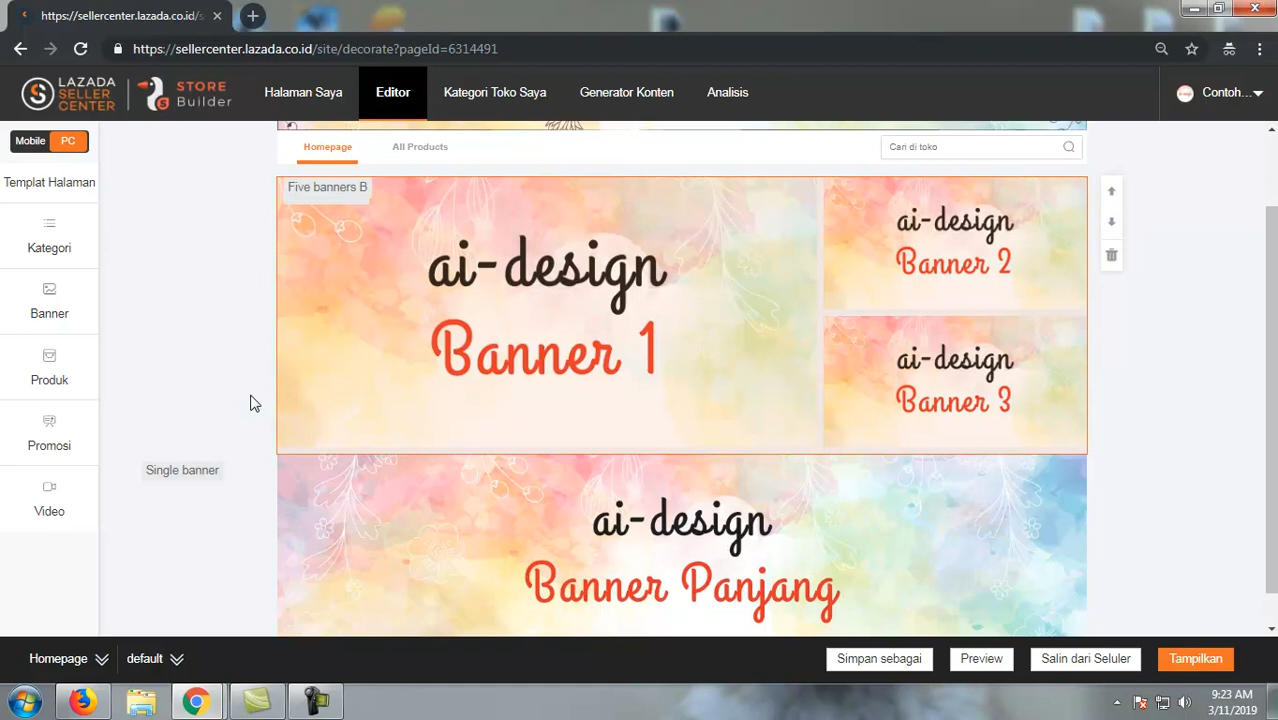 https://sellercenter.lazada.co.id/s
https://sellercenter.lazada.co.id/site/decorate?pageId=6314491
LAZADA
SELLER
CENTER
STORE
Builder
Halaman Saya
Editor
Kategori Toko Saya
Generator Konten
Analisis
Contoh...
Mobile
PC
Homepage
All Products
Cari di toko
Templat Halaman
Kategori
Banner
Produk
Promosi
Video
Five banners B
ai-design
Banner 1
ai-design
Banner 2
ai-design
Banner 3
Single banner
ai-design
Banner Panjang
Homepage
default
Simpan sebagai
Preview
Salin dari Seluler
Tampilkan
9:23 AM
3/11/2019